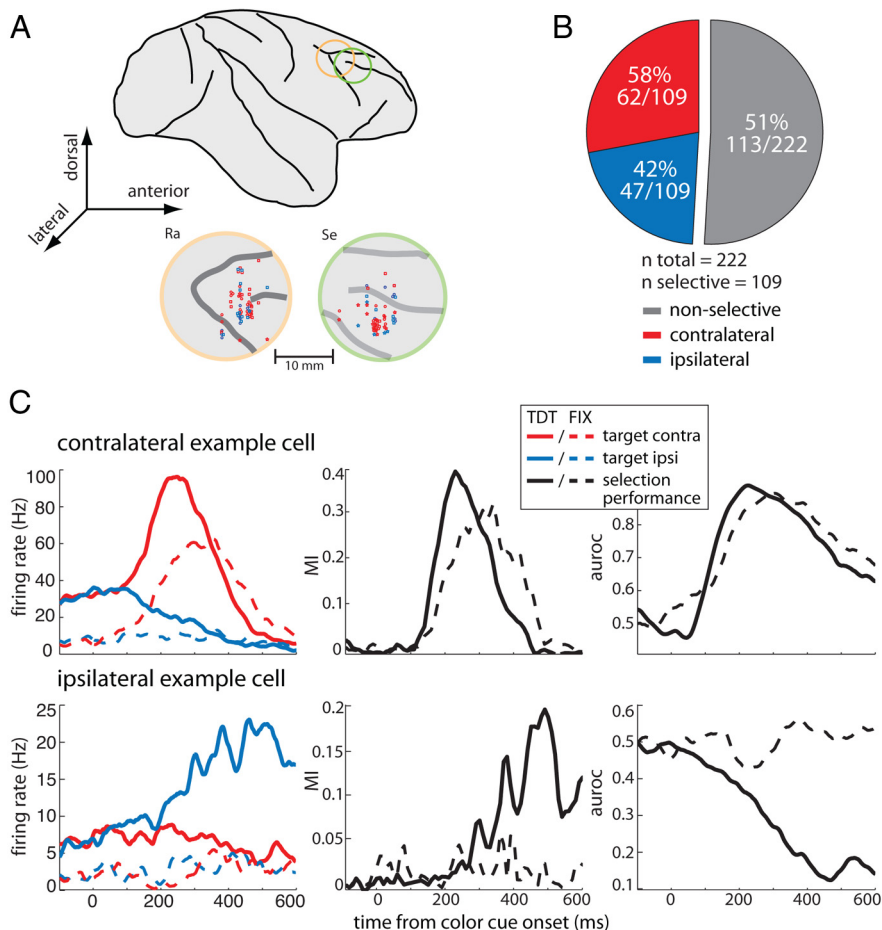 A
dorsal
anterior
lateral
Ra
Se
10 mm
B
58%
62/109
51%
113/222
42%
47/109
n total = 222
n selective = 109
non-selective
contralateral
ipsilateral
C
TDT FIX
/ target contra
/ target ipsi
/ selection
performance
contralateral example cell
100
80
60
40
20
0
firing rate (Hz)
0.4
0.3
0.2
0.1
0
MI
0.8
0.7
0.6
0.5
auroc
ipsilateral example cell
25
20
15
10
5
0
firing rate (Hz)
0 200 400 600
0.2
0.15
0.1
0.05
0
MI
0 200 400 600
0.6
0.5
0.4
0.3
0.2
0.1
auroc
0 200 400 600
time from color cue onset (ms)